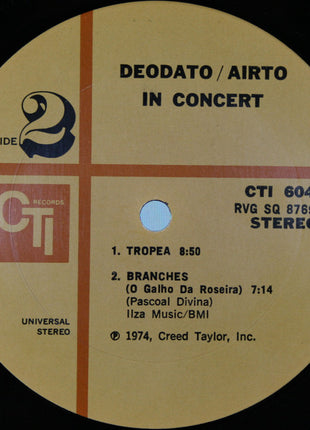 DEODATO / AIRTO
IN CONCERT
SIDE 2
RECORDS
CTI
CTI 604
RVG SQ 876
STEREO
1. TROPEA 8:50
2. BRANCHES
(O Galho Da Roseira) 7:14
(Pascoal Divina)
Ilza Music/BMI
UNIVERSAL
STEREO
℗ 1974, Creed Taylor, Inc.